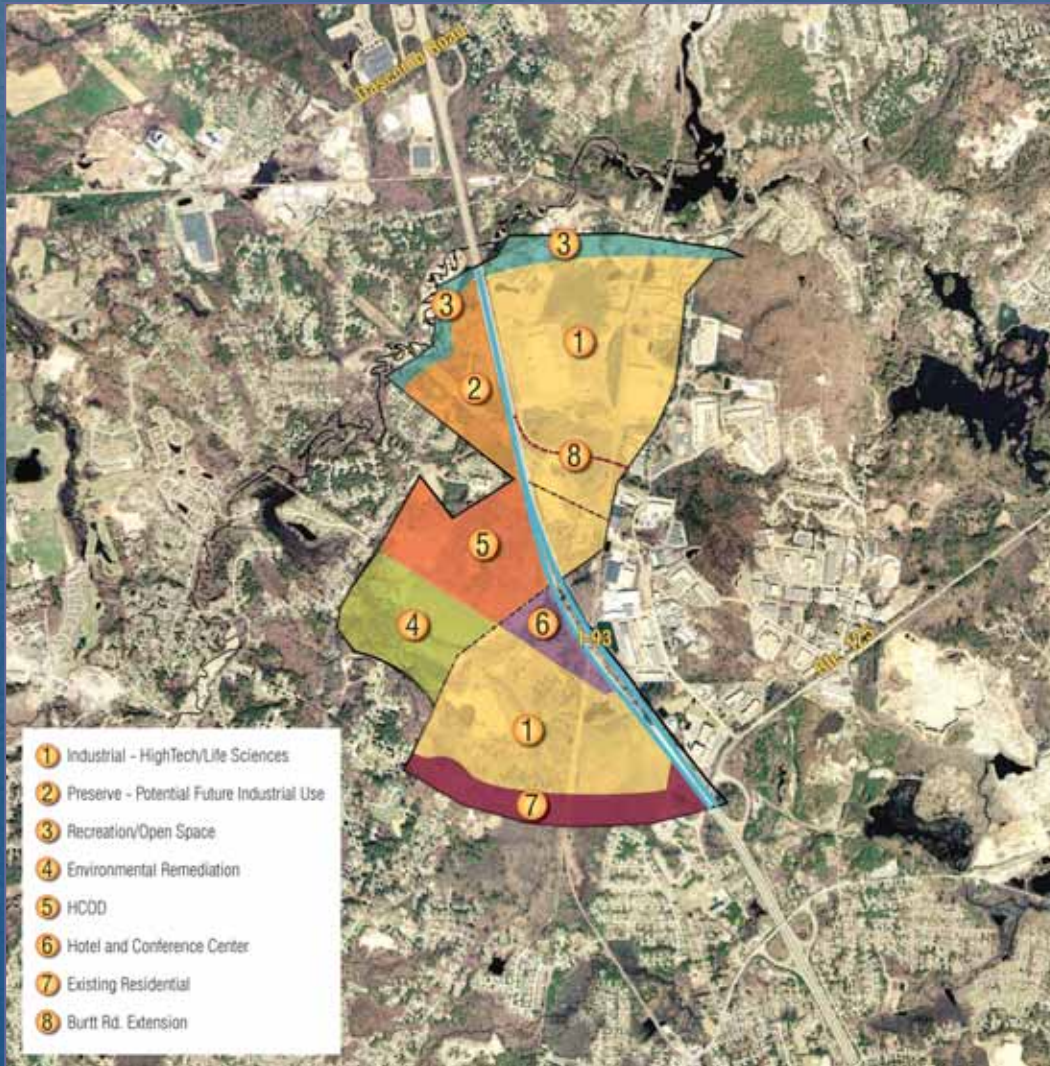 Dascomb Road
3
3
1
2
8
5
4
6
I-93
Rte. 125
1
7
1 Industrial - HighTech/Life Sciences
2 Preserve - Potential Future Industrial Use
3 Recreation/Open Space
4 Environmental Remediation
5 HCOD
6 Hotel and Conference Center
7 Existing Residential
8 Burtt Rd. Extension